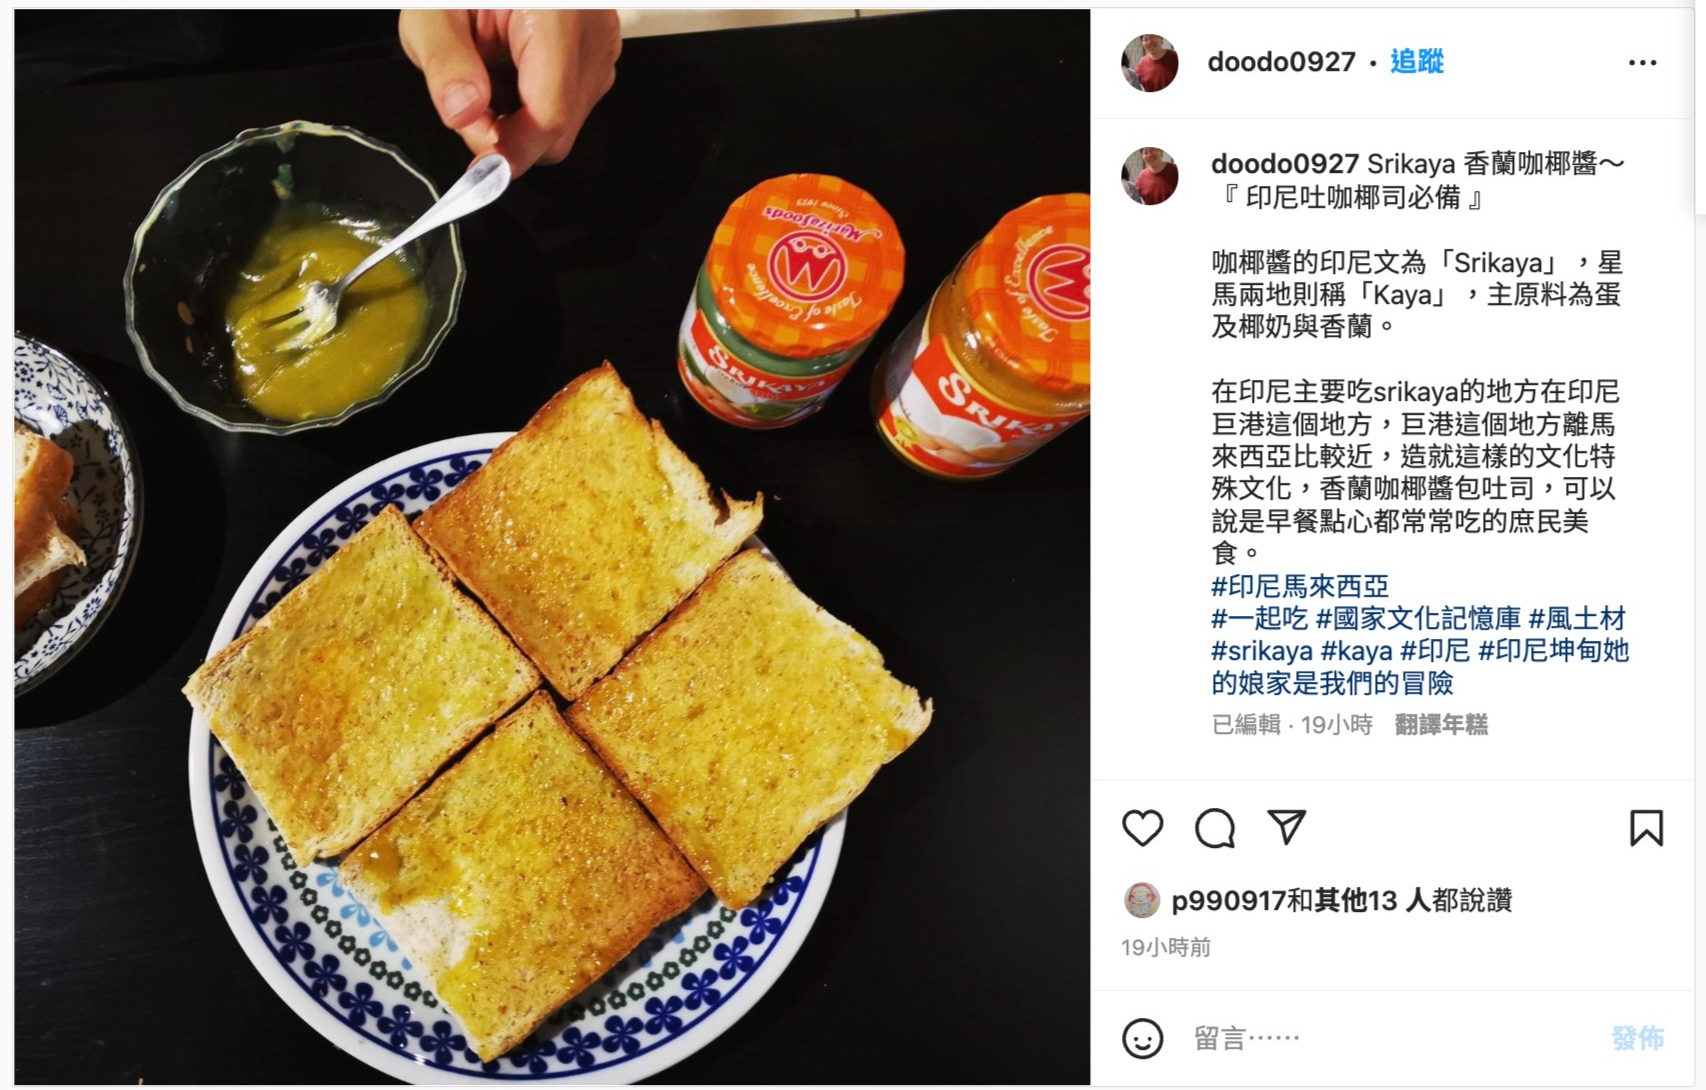 doodo0927 • 追蹤
doodo0927 Srikaya 香蘭咖椰醬～
『 印尼吐咖椰司必備 』
咖椰醬的印尼文為「Srikaya」，星
馬兩地則稱「Kaya」，主原料為蛋
及椰奶與香蘭。
在印尼主要吃srikaya的地方在印尼
巨港這個地方，巨港這個地方離馬
來西亞比較近，造就這樣的文化特
殊文化，香蘭咖椰醬包吐司，可以
說是早餐點心都常常吃的庶民美
食。
#印尼馬來西亞
#一起吃 #國家文化記憶庫 #風土材
#srikaya #kaya #印尼 #印尼坤甸她
的娘家是我們的冒險
已編輯 · 19小時 翻譯年糕
p990917和其他13 人都說讚
19小時前
留言⋯⋯
發佈
Morizafoods
Since 1973
Taste of Excellence
SRIKAYA
Taste of Excellence
SRIKAY